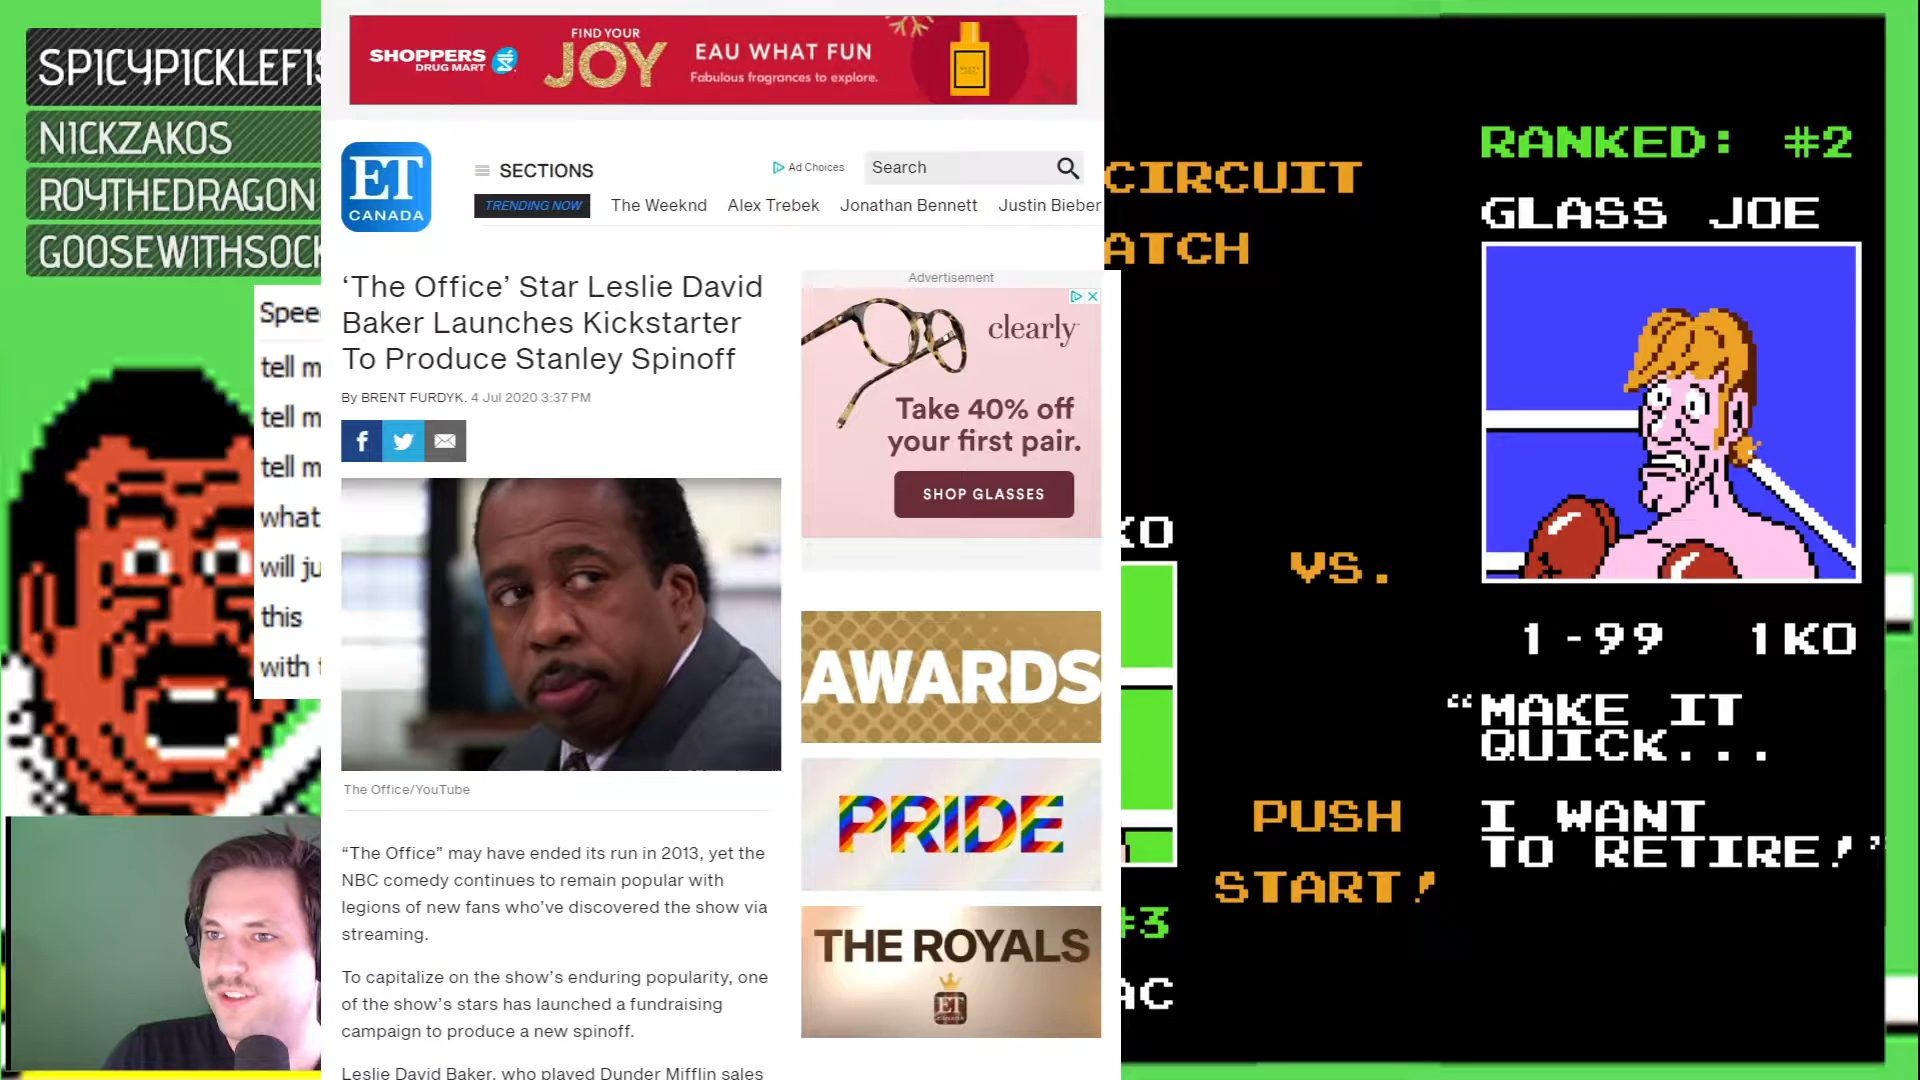 SPICYPICKLEFIS
NICKZAKOS
ROYTHEDRAGON
GOOSEWITHSOCK
Spee
tell m
tell m
tell m
what
will ju
this
with
SHOPPERS
DRUG MART
FIND YOUR
JOY
EAU WHAT FUN
Fabulous fragrances to explore.
ET
CANADA
SECTIONS
Ad Choices
Search
TRENDING NOW
The Weeknd
Alex Trebek
Jonathan Bennett
Justin Bieber
‘The Office’ Star Leslie David
Baker Launches Kickstarter
To Produce Stanley Spinoff
By BRENT FURDYK. 4 Jul 2020 3:37 PM
The Office/YouTube
“The Office” may have ended its run in 2013, yet the
NBC comedy continues to remain popular with
legions of new fans who’ve discovered the show via
streaming.
To capitalize on the show’s enduring popularity, one
of the show’s stars has launched a fundraising
campaign to produce a new spinoff.
Leslie David Baker, who played Dunder Mifflin sales
Advertisement
clearly
Take 40% off
your first pair.
SHOP GLASSES
AWARDS
PRIDE
THE ROYALS
ET
CANADA
CIRCUIT
ATCH
KO
VS.
PUSH
START!
#3
AC
RANKED: #2
GLASS JOE
1-99 1KO
“MAKE IT
QUICK...
I WANT
TO RETIRE!”